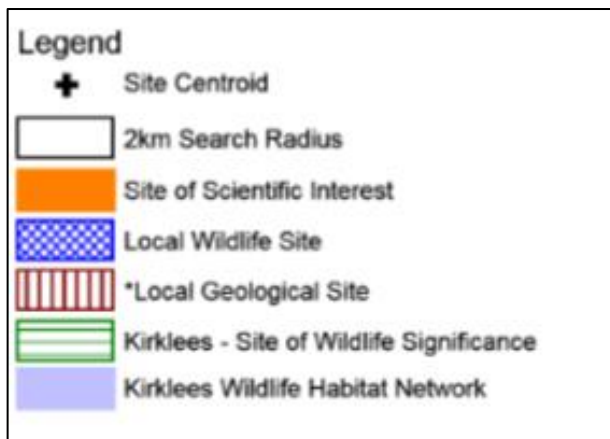 Legend
Site Centroid
2km Search Radius
Site of Scientific Interest
Local Wildlife Site
*Local Geological Site
Kirklees - Site of Wildlife Significance
Kirklees Wildlife Habitat Network